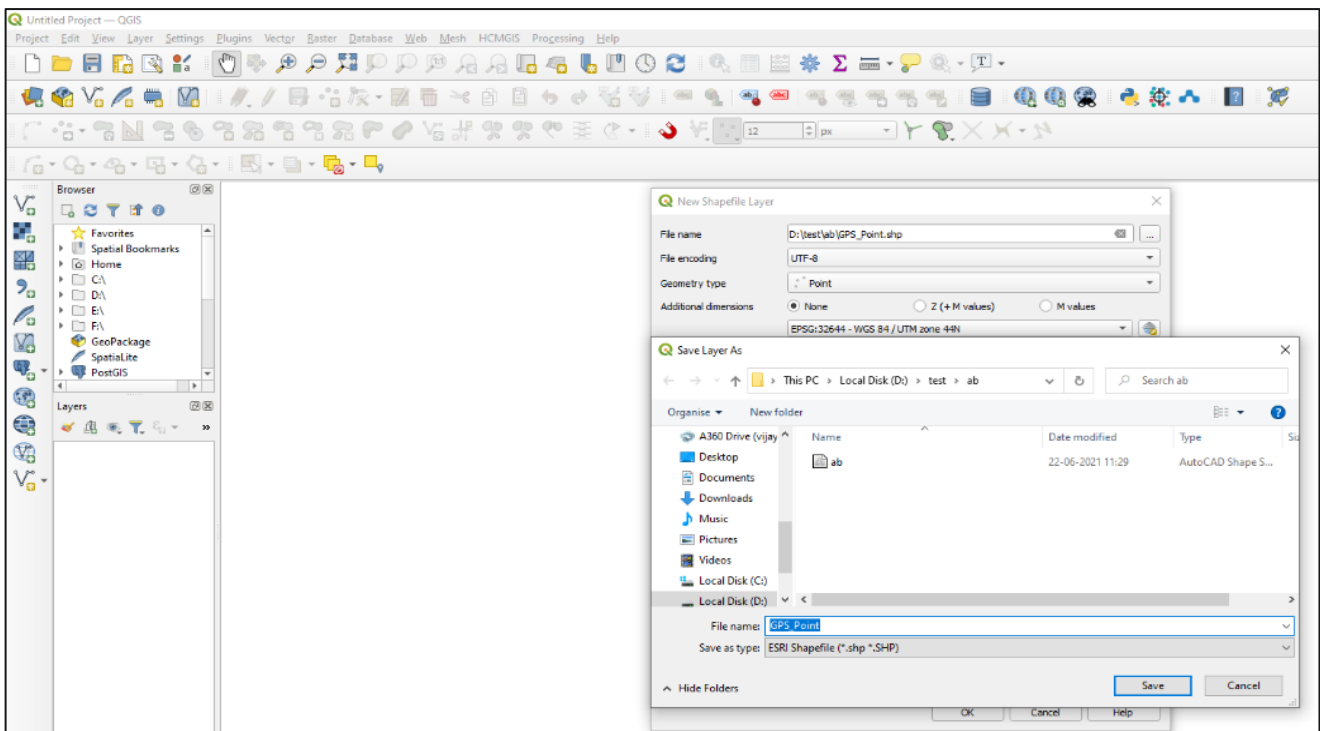 Untitled Project — QGIS
Project Edit View Layer Settings Plugins Vector Raster Database Web Mesh HCMGIS Processing Help
12 px
Browser
Favorites
Spatial Bookmarks
Home
C:\
D:\
E:\
F:\
GeoPackage
SpatiaLite
PostGIS
Layers
New Shapefile Layer
File name D:\test\ab\GPS_Point.shp ...
File encoding UTF-8
Geometry type Point
Additional dimensions None Z (+ M values) M values
EPSG:32644 - WGS 84 / UTM zone 44N
Save Layer As
This PC > Local Disk (D:) > test > ab Search ab
Organise New folder
A360 Drive (vijay Name Date modified Type
Desktop ab 22-06-2021 11:29 AutoCAD Shape S...
Documents
Downloads
Music
Pictures
Videos
Local Disk (C:)
Local Disk (D:)
File name: GPS_Point
Save as type: ESRI Shapefile (*.shp *.SHP)
Hide Folders Save Cancel
OK Cancel Help